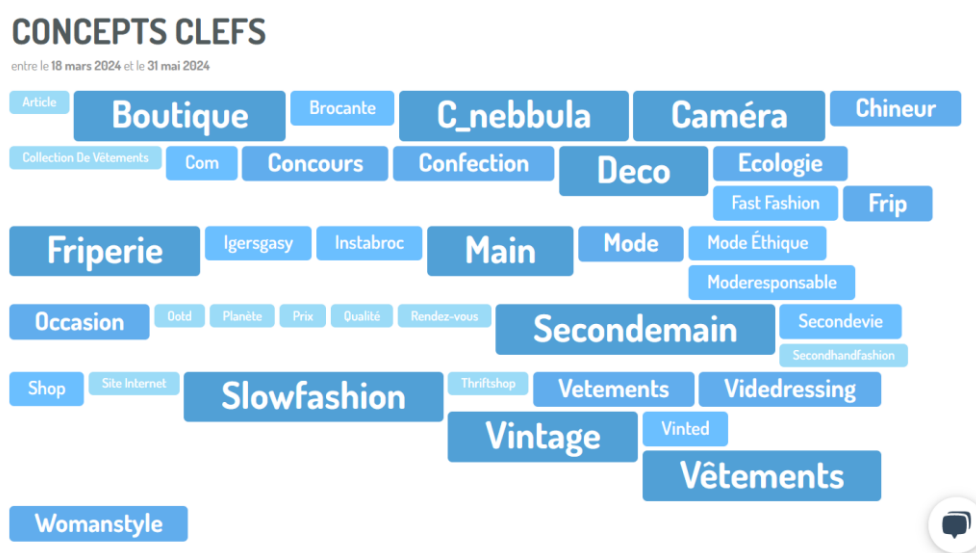 CONCEPTS CLEFS
entre le 18 mars 2024 et le 31 mai 2024
Article Boutique Brocante C_nebbula Caméra Chineur
Collection De Vêtements Com Concours Confection Deco Ecologie
Fast Fashion Frip
Friperie Igersgasy Instabroc Main Mode Mode Éthique
Moderesponsable
Occasion Ootd Planète Prix Qualité Rendez-vous Secondemain Secondevie
Secondhandfashion
Shop Site Internet Slowfashion Thriftshop Vetements Videdressing
Vintage Vinted
Vêtements
Womanstyle